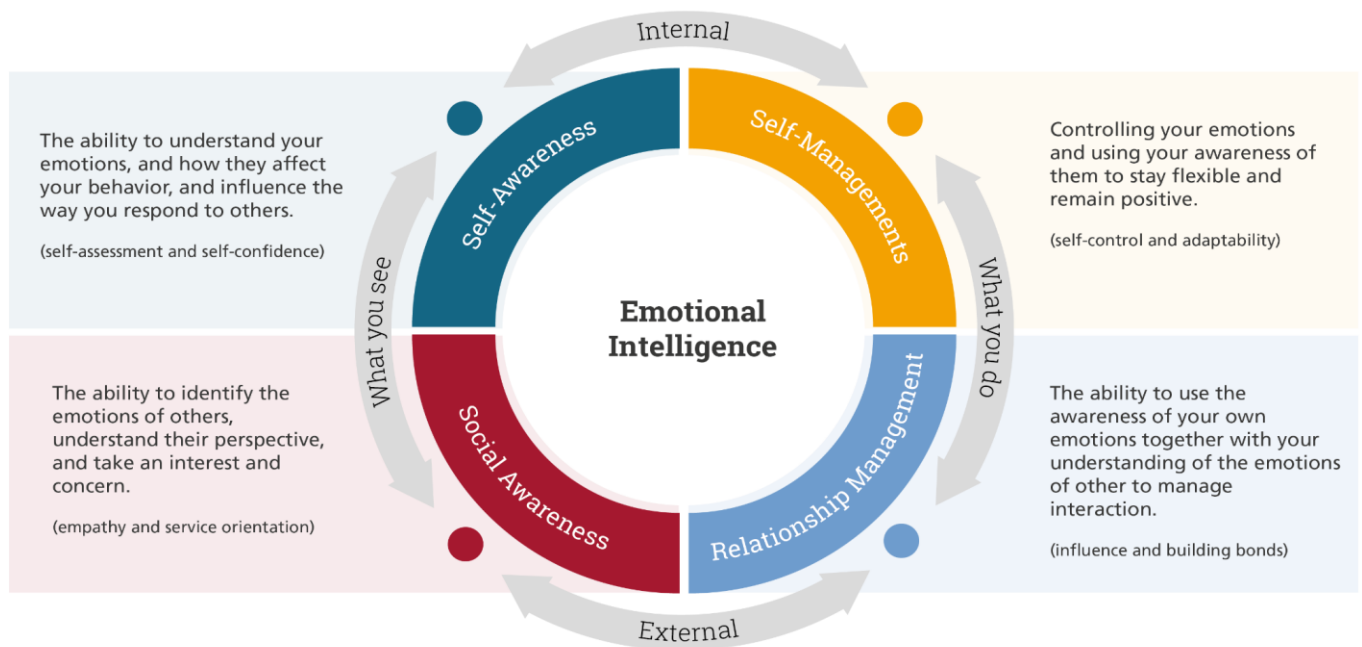 Internal
The ability to understand your
emotions, and how they affect
your behavior, and influence the
way you respond to others.
(self-assessment and self-confidence)
Self-Awareness
Self-Managements
Controlling your emotions
and using your awareness of
them to stay flexible and
remain positive.
(self-control and adaptability)
What you see
Emotional
Intelligence
What you do
The ability to identify the
emotions of others,
understand their perspective,
and take an interest and
concern.
(empathy and service orientation)
Social Awareness
Relationship Management
The ability to use the
awareness of your own
emotions together with your
understanding of the emotions
of other to manage
interaction.
(influence and building bonds)
External